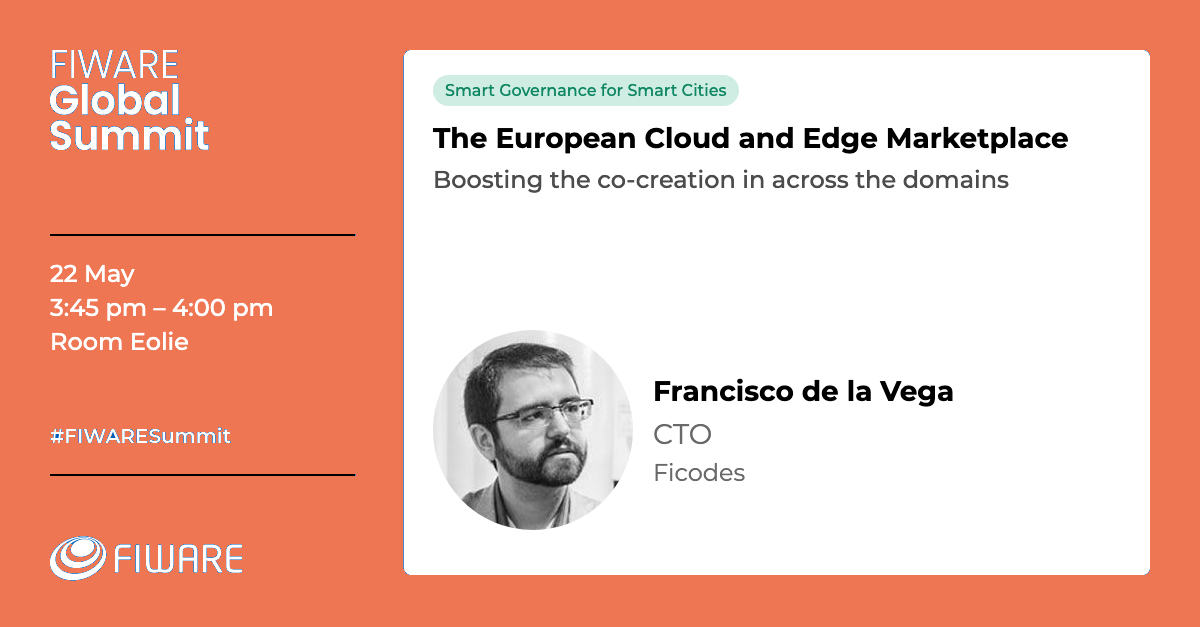 FIWARE
Global
Summit
22 May
3:45 pm – 4:00 pm
Room Eolie
#FIWARESummit
FIWARE
Smart Governance for Smart Cities
The European Cloud and Edge Marketplace
Boosting the co-creation in across the domains
Francisco de la Vega
CTO
Ficodes